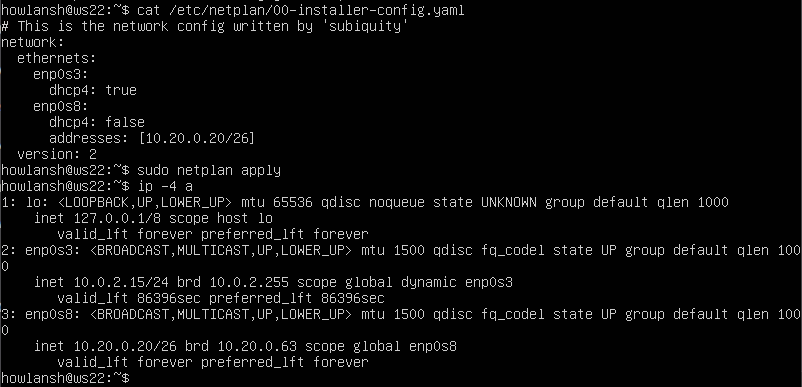 howlansh@ws22:~$ cat /etc/netplan/00-installer-config.yaml
# This is the network config written by 'subiquity'
network:
  ethernets:
    enp0s3:
      dhcp4: true
    enp0s8:
      dhcp4: false
      addresses: [10.20.0.20/26]
  version: 2
howlansh@ws22:~$ sudo netplan apply
howlansh@ws22:~$ ip -4 a
1: lo: <LOOPBACK,UP,LOWER_UP> mtu 65536 qdisc noqueue state UNKNOWN group default qlen 1000
    inet 127.0.0.1/8 scope host lo
       valid_lft forever preferred_lft forever
2: enp0s3: <BROADCAST,MULTICAST,UP,LOWER_UP> mtu 1500 qdisc fq_codel state UP group default qlen 100
0
    inet 10.0.2.15/24 brd 10.0.2.255 scope global dynamic enp0s3
       valid_lft 86396sec preferred_lft 86396sec
3: enp0s8: <BROADCAST,MULTICAST,UP,LOWER_UP> mtu 1500 qdisc fq_codel state UP group default qlen 100
0
    inet 10.20.0.20/26 brd 10.20.0.63 scope global enp0s8
       valid_lft forever preferred_lft forever
howlansh@ws22:~$